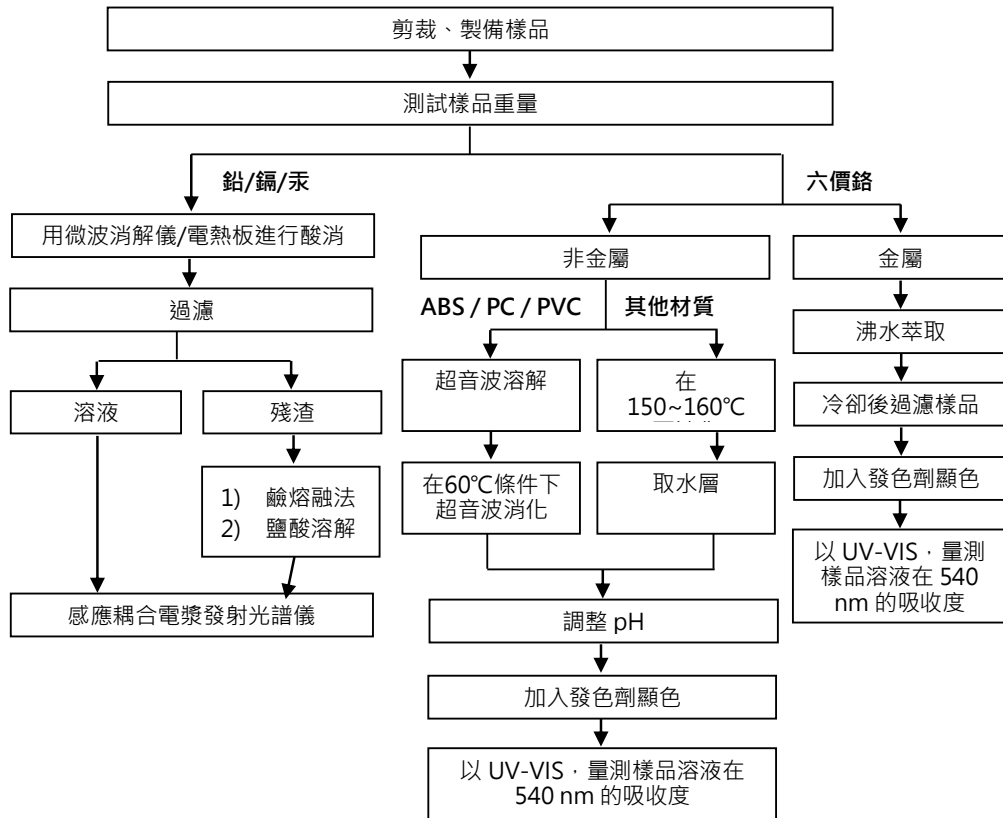 剪裁、製備樣品
測試樣品重量
鉛/鎘/汞
六價鉻
用微波消解儀/電熱板進行酸消
非金屬
金屬
過濾
ABS / PC / PVC
其他材質
沸水萃取
溶液
殘渣
超音波溶解
在
150~160℃
冷卻後過濾樣品
1) 鹼熔融法
2) 鹽酸溶解
在60℃條件下
超音波消化
取水層
加入發色劑顯色
以 UV-VIS，量測
樣品溶液在 540
nm 的吸收度
感應耦合電漿發射光譜儀
調整 pH
加入發色劑顯色
以 UV-VIS，量測樣品溶液在
540 nm 的吸收度